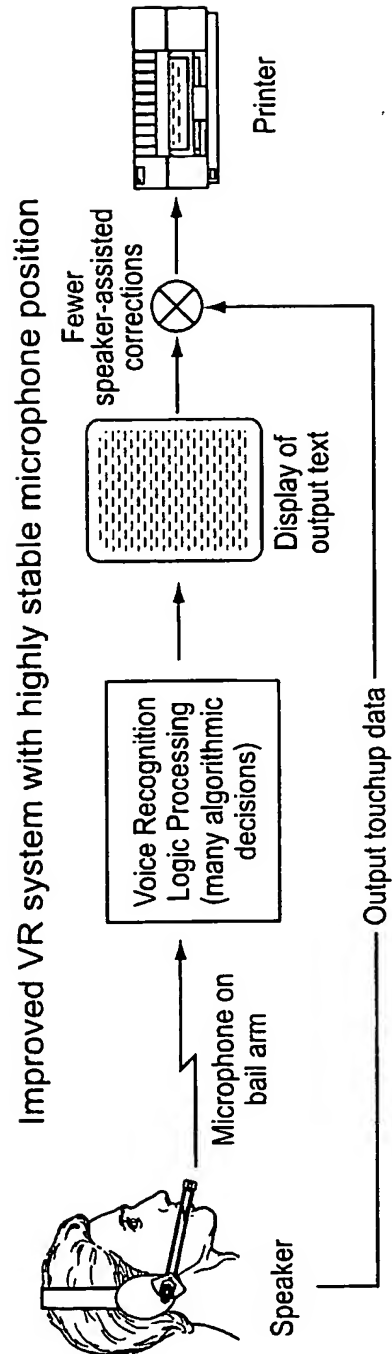 Improved VR system with highly stable microphone position
Speaker
Microphone on
bail arm
Voice Recognition
Logic Processing
(many algorithmic
decisions)
Display of
output text
Fewer
speaker-assisted
corrections
Printer
Output touchup data